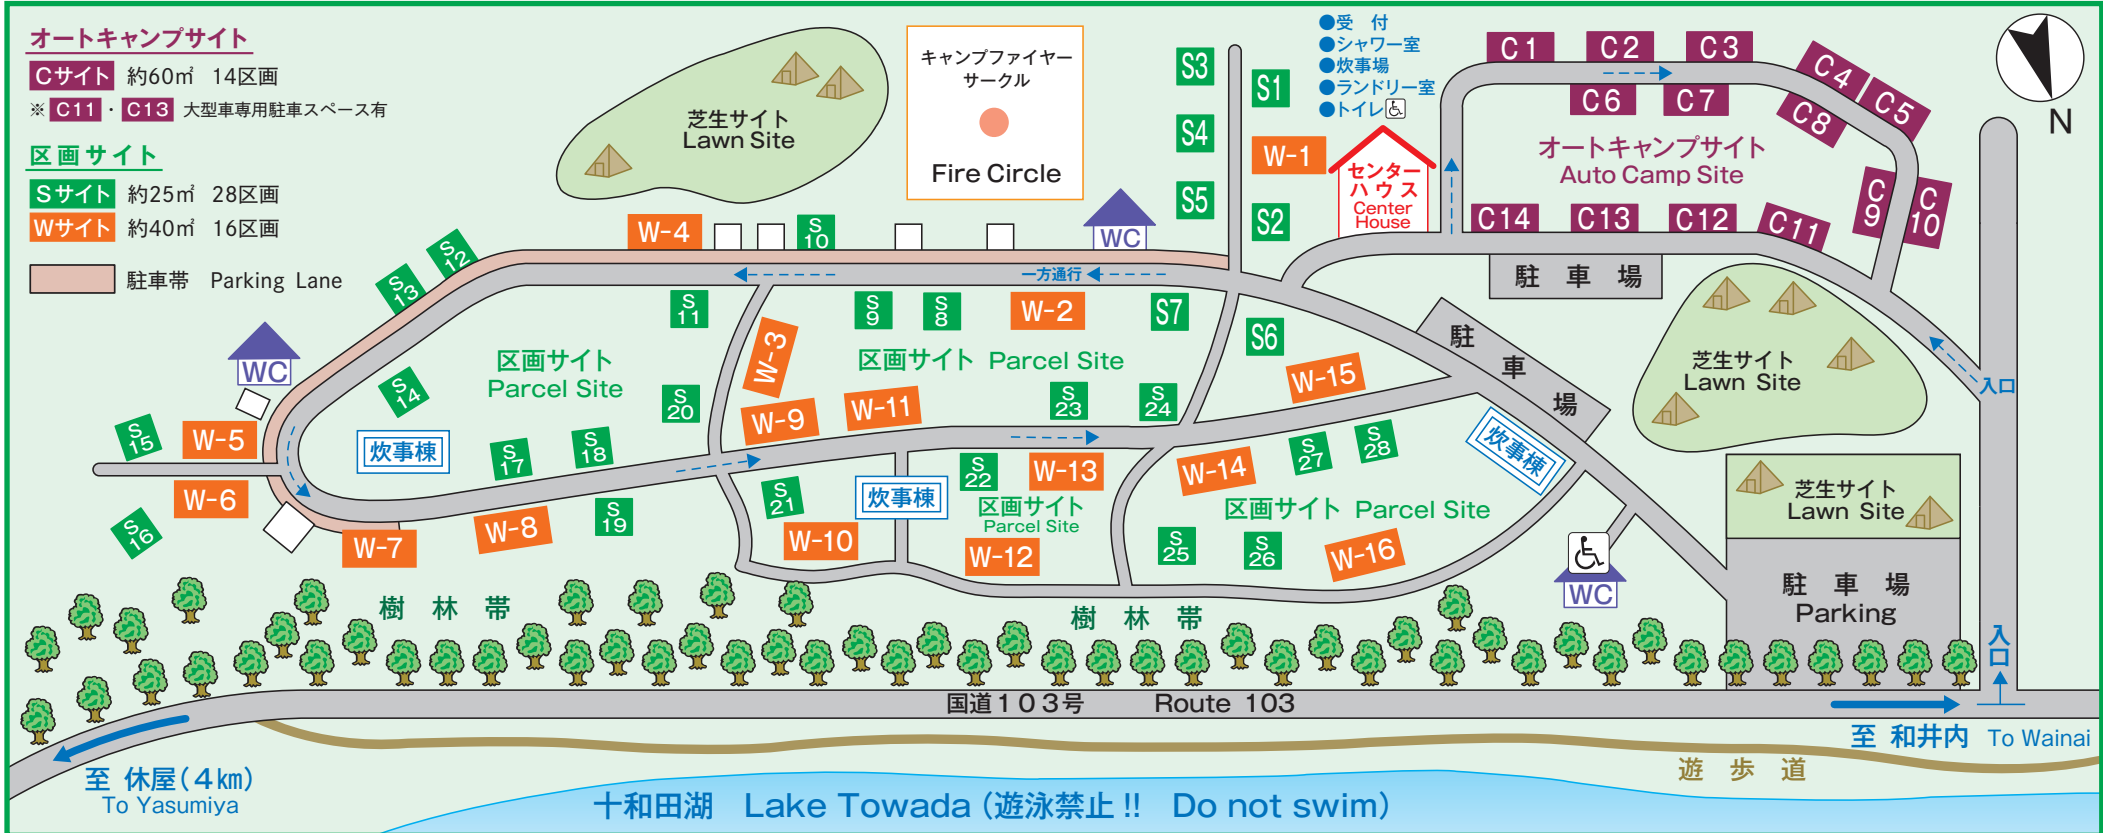 オートキャンプサイト
Cサイト 約60㎡ 14区画
※ C11 ・ C13 大型車専用駐車スペース有
区画サイト
Sサイト 約25㎡ 28区画
Wサイト 約40㎡ 16区画
駐車帯 Parking Lane
芝生サイト
Lawn Site
キャンプファイヤー
サークル
Fire Circle
●受 付
●シャワー室
●炊事場
●ランドリー室
●トイレ
センター
ハウス
Center
House
S3
S1
S4
W-1
S5
S2
C1
C2
C3
C4
C5
C6
C7
C8
C9
C10
オートキャンプサイト
Auto Camp Site
C14
C13
C12
C11
N
駐車場
W-4
S10
WC
S12
S13
一方通行
S11
S9
S8
W-2
S7
S6
駐車場
芝生サイト
Lawn Site
入口
WC
S14
区画サイト
Parcel Site
W-3
区画サイト Parcel Site
S20
W-9
W-11
S23
S24
W-15
S15
W-5
W-6
S16
炊事棟
S17
S18
W-7
W-8
S19
S21
炊事棟
S22
W-13
W-14
S27
S28
炊事棟
W-10
区画サイト
Parcel Site
W-12
区画サイト Parcel Site
S25
S26
W-16
WC
芝生サイト
Lawn Site
駐車場
Parking
樹林帯
樹林帯
入口
国道103号 Route 103
至 休屋(4㎞)
To Yasumiya
至 和井内 To Wainai
遊歩道
十和田湖 Lake Towada (遊泳禁止!! Do not swim)